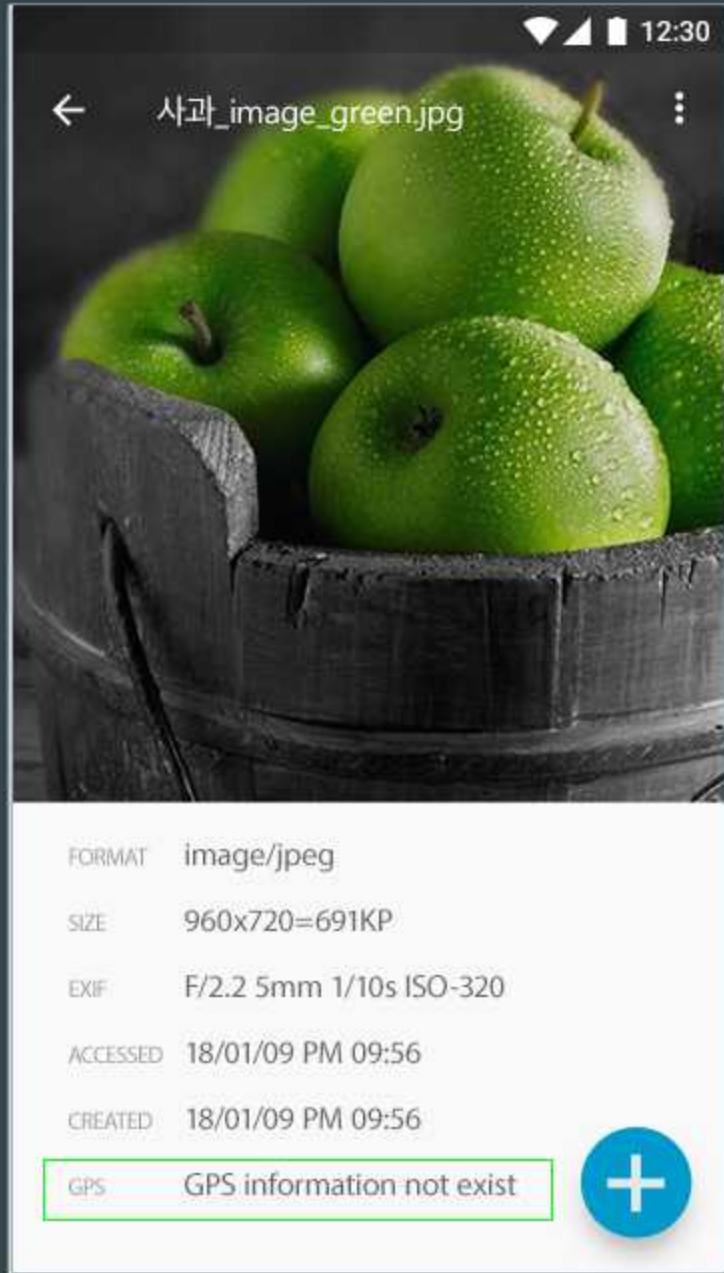 12:30
사과_image_green.jpg
FORMAT image/jpeg
SIZE 960x720=691KP
EXIF F/2.2 5mm 1/10s ISO-320
ACCESSED 18/01/09 PM 09:56
CREATED 18/01/09 PM 09:56
GPS GPS information not exist